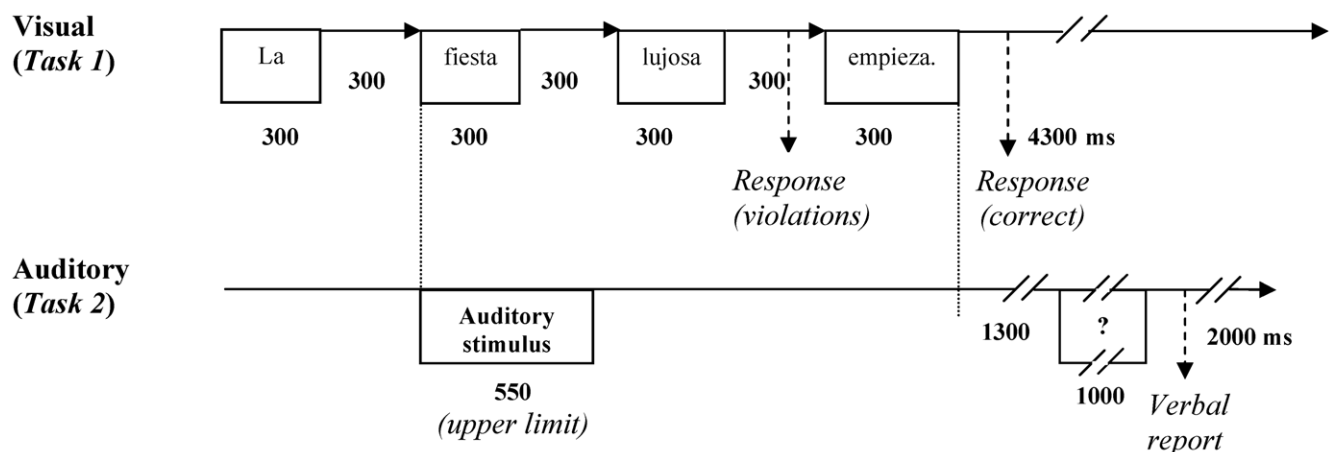 Visual
(Task 1)
La
fiesta
lujosa
empieza.
300
300
300
300
300
300
300
4300 ms
Response
(violations)
Response
(correct)
Auditory
(Task 2)
Auditory
stimulus
?
1300
2000 ms
550
(upper limit)
1000
Verbal
report